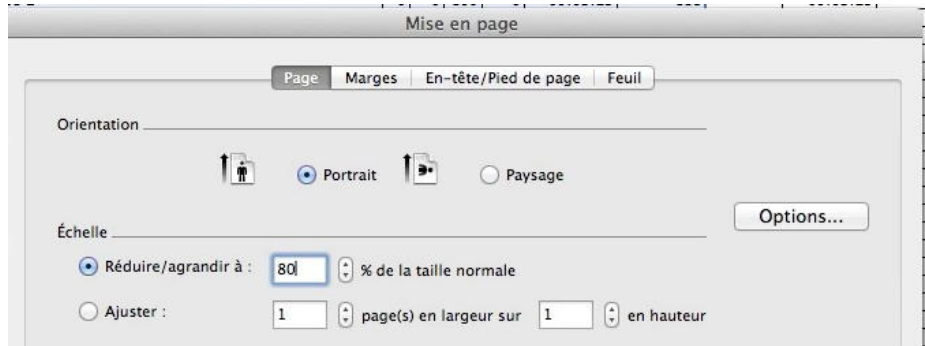 Mise en page
Page Marges En-tête/Pied de page Feuil
Orientation
Portrait Paysage
Options...
Échelle
Réduire/agrandir à : 80 % de la taille normale
Ajuster : 1 page(s) en largeur sur 1 en hauteur